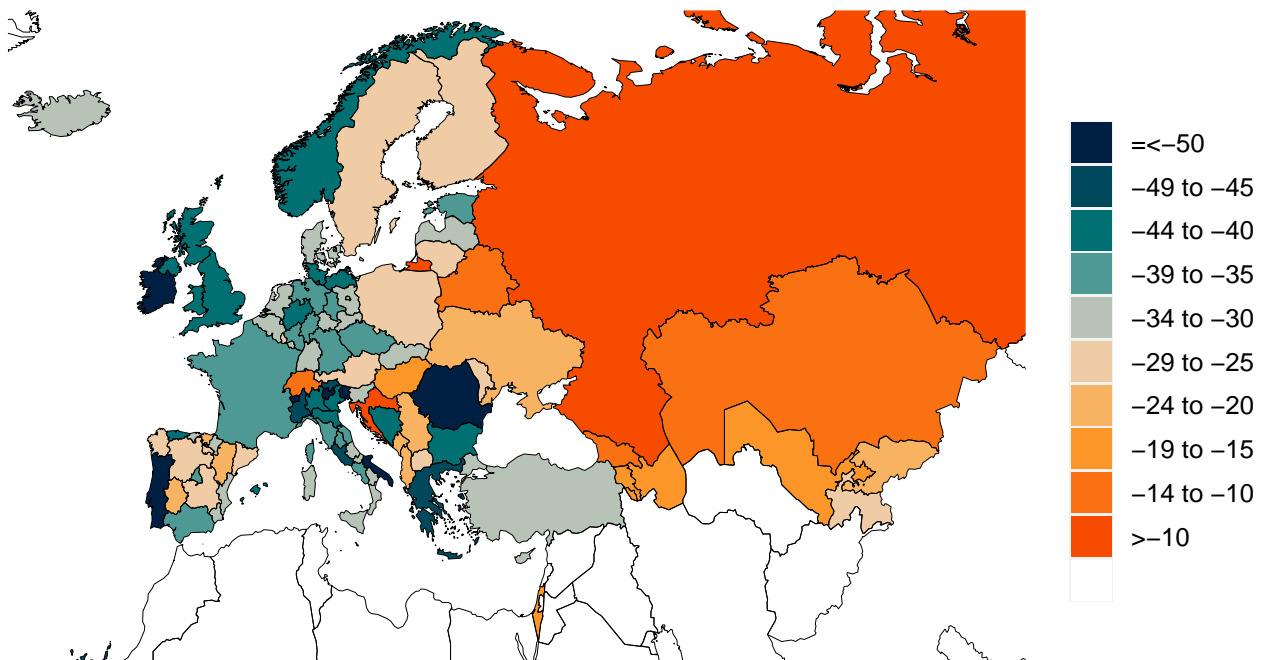 =<−50
−49 to −45
−44 to −40
−39 to −35
−34 to −30
−29 to −25
−24 to −20
−19 to −15
−14 to −10
>−10